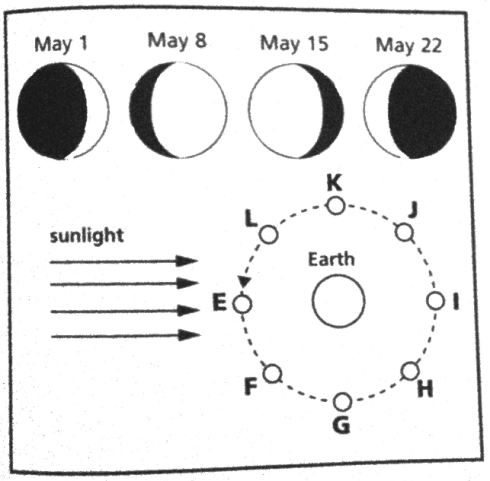 May 1 May 8 May 15 May 22
K
L J
sunlight
Earth
E I
F H
G